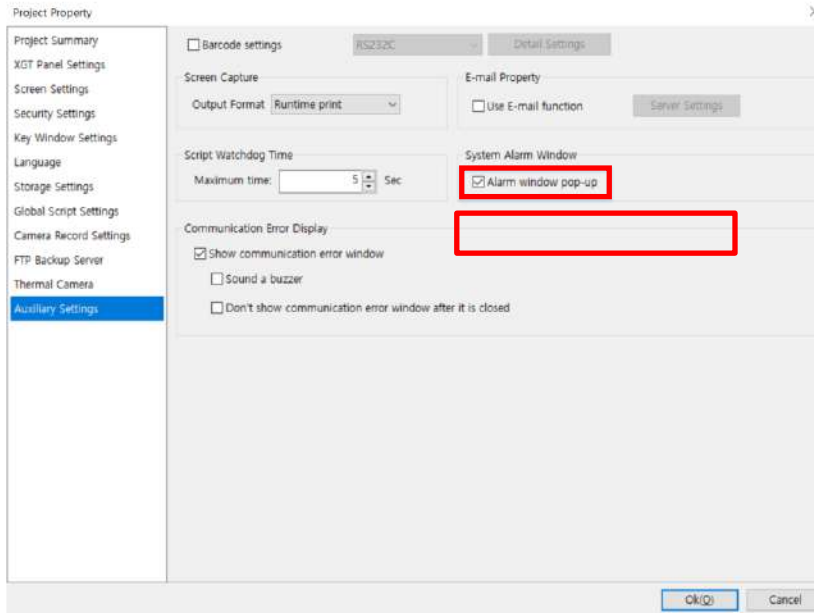 Project Property
Project Summary
XGT Panel Settings
Screen Settings
Security Settings
Key Window Settings
Language
Storage Settings
Global Script Settings
Camera Record Settings
FTP Backup Server
Thermal Camera
Auxiliary Settings
Barcode settings RS232C Detail Settings
Screen Capture E-mail Property
Output Format Runtime print Use E-mail function Server Settings
Script Watchdog Time System Alarm Window
Maximum time: 5 Sec Alarm window pop-up
Communication Error Display
Show communication error window
Sound a buzzer
Don't show communication error window after it is closed
Ok(O) Cancel